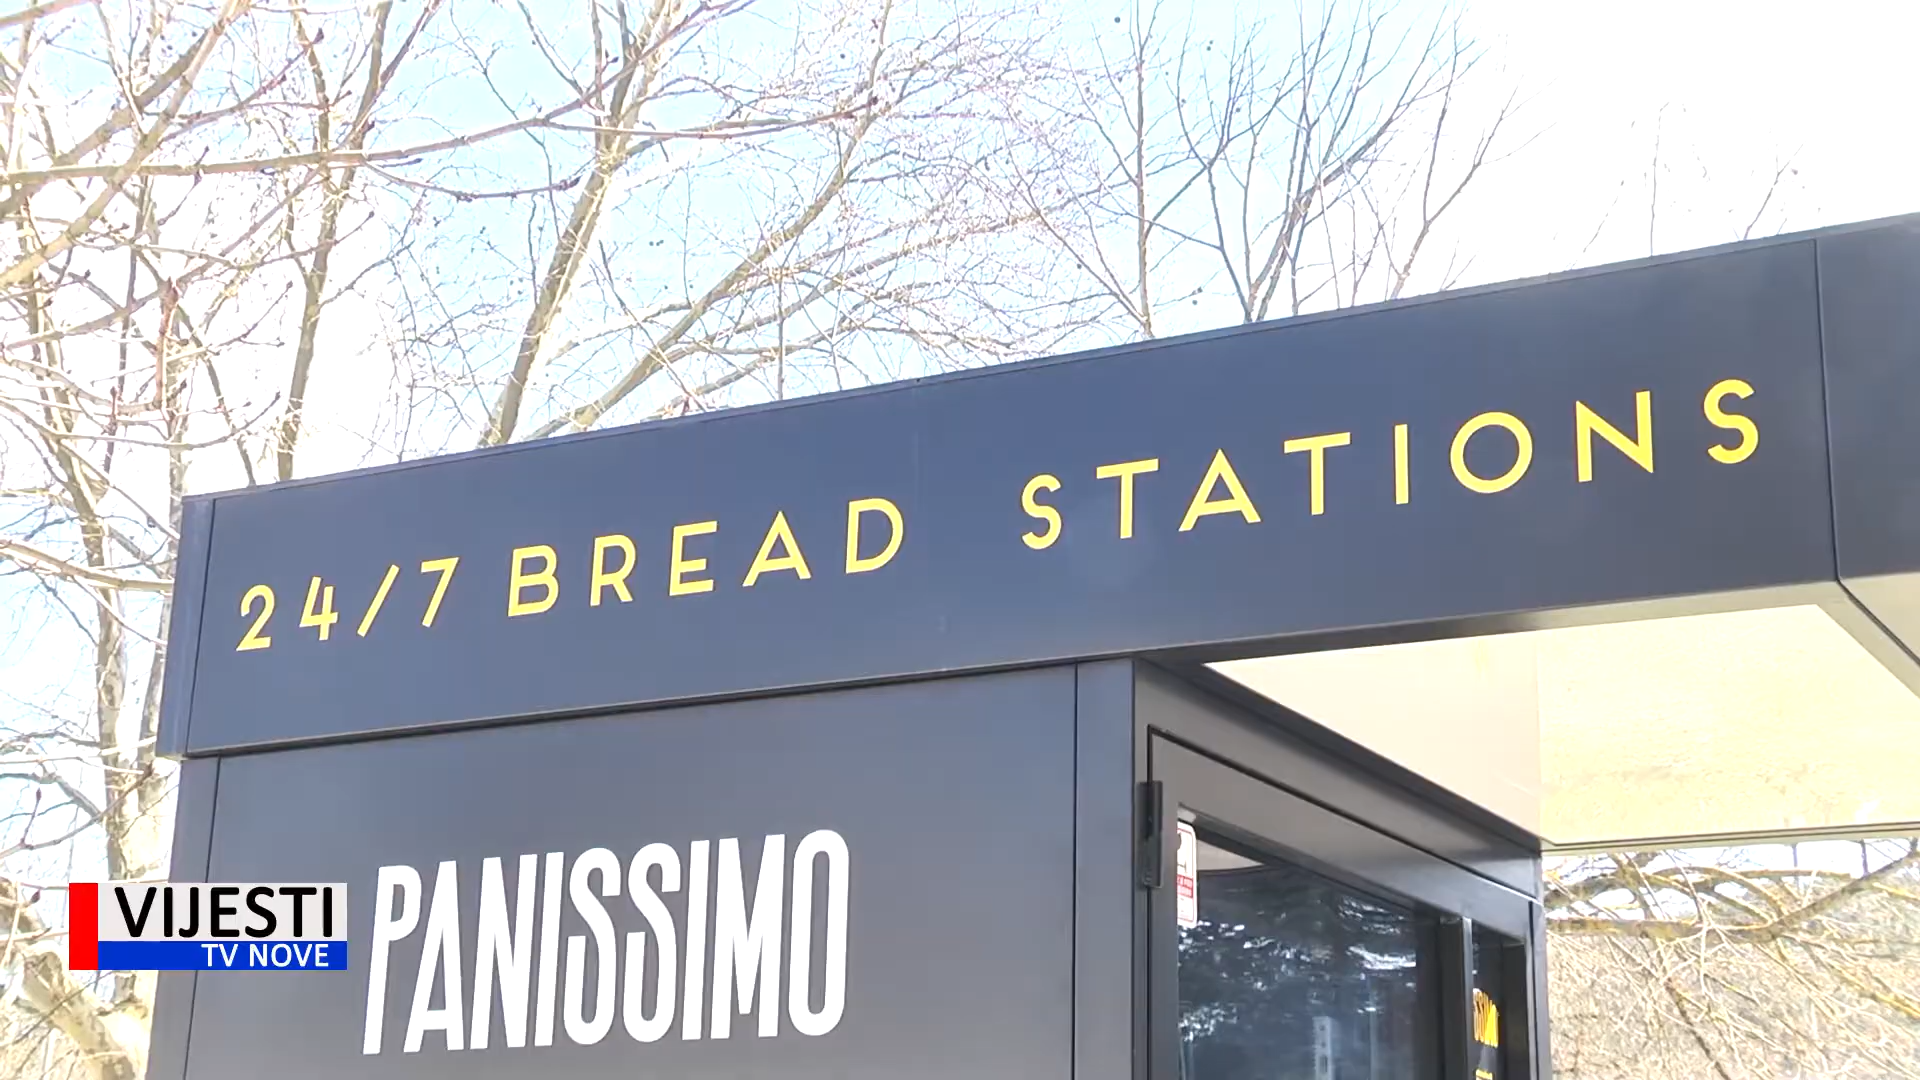 24/7 BREAD STATIONS
PANISSIMO
VIJESTI
TV NOVE